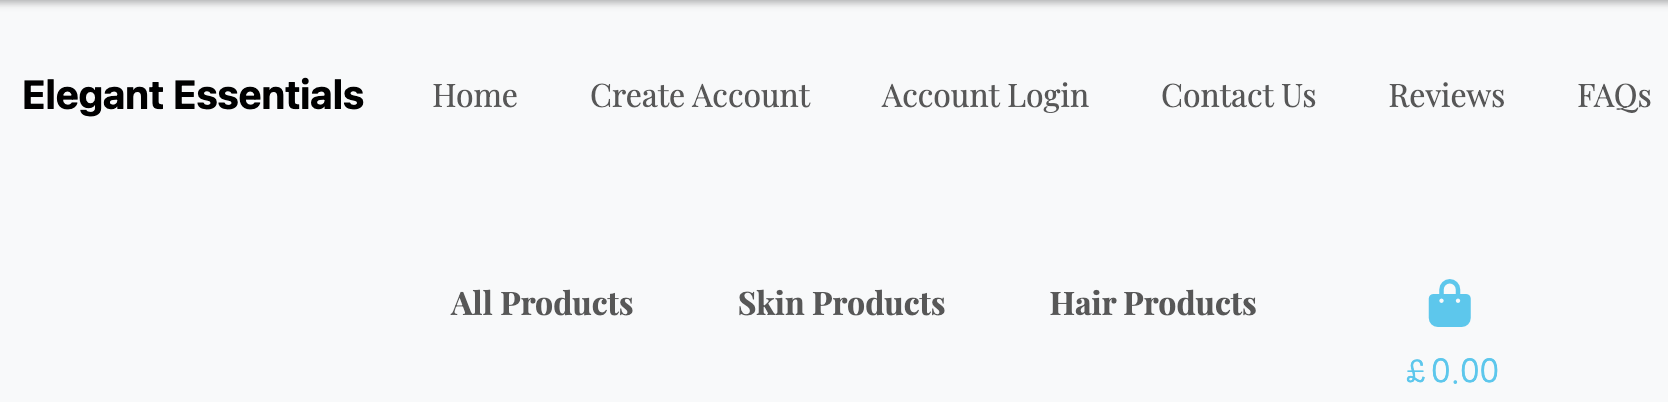 Elegant Essentials Home Create Account Account Login Contact Us Reviews FAQs
All Products Skin Products Hair Products
£0.00